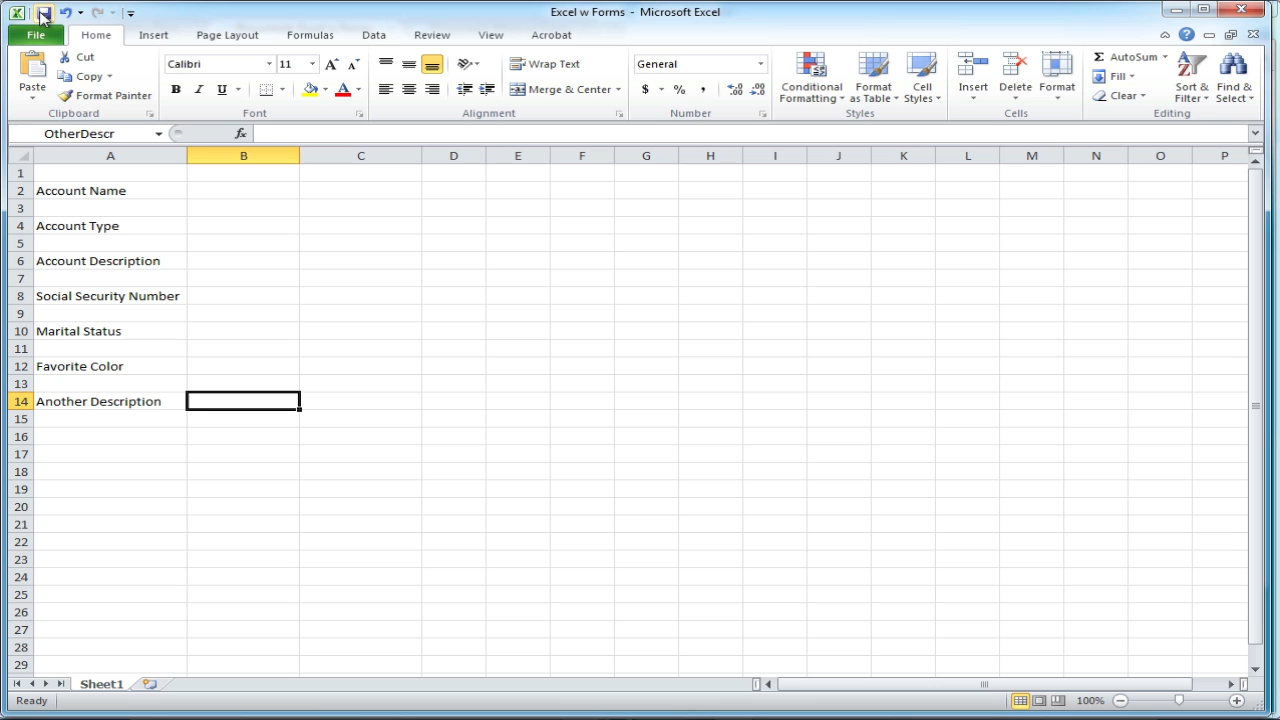 Excel w Forms - Microsoft Excel
File Home Insert Page Layout Formulas Data Review View Acrobat
Paste Cut Copy Format Painter Clipboard
Calibri 11 B I U A Font
Wrap Text Merge & Center Alignment
General $ % , Number
Conditional Formatting Format as Table Cell Styles Styles
Insert Delete Format Cells
AutoSum Fill Clear Sort & Filter Find & Select Editing
OtherDescr fx
A B C D E F G H I J K L M N O P
1
2 Account Name
3
4 Account Type
5
6 Account Description
7
8 Social Security Number
9
10 Marital Status
11
12 Favorite Color
13
14 Another Description
15
16
17
18
19
20
21
22
23
24
25
26
27
28
29
Sheet1
Ready 100%